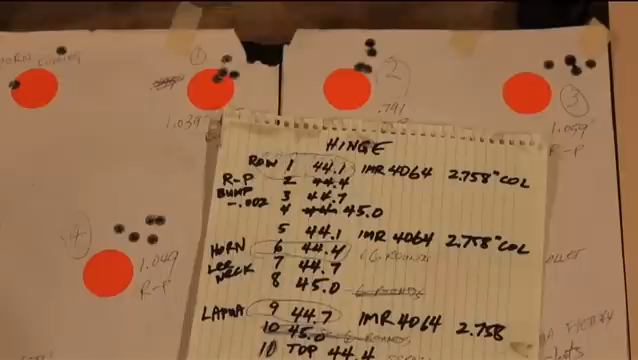 HORN
1
1.039"
2
.791
3
1.059"
R-P
4
1.049
R-P
HINGE
ROW 1 44.1 IMR 4064 2.758" COL
R-P 2 44.4
BUMP 3 44.7
-.002 4 45.0
5 44.1 IMR 4064 2.758" COL
HORN 6 44.4
LEE 7 44.7
NECK 8 45.0
LAPUA 9 44.7 IMR 4064 2.758
10 45.0
10 TOP 44.4